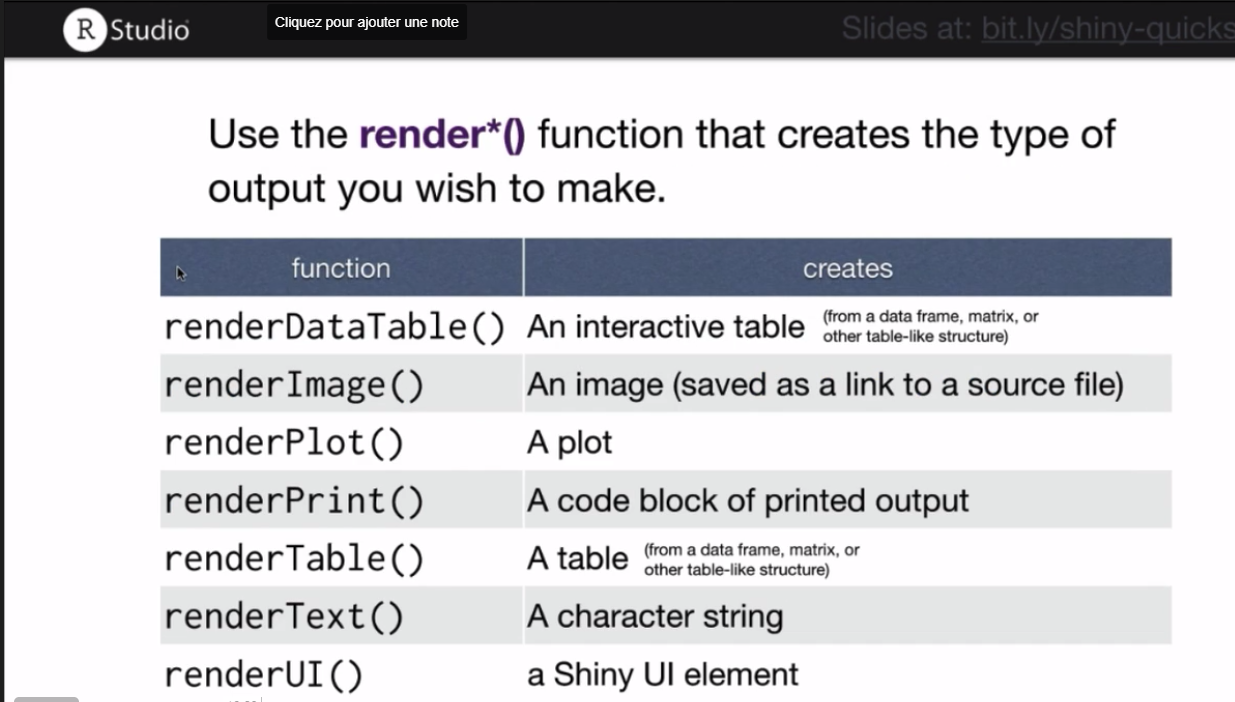 R Studio
Cliquez pour ajouter une note
Slides at: bit.ly/shiny-quicks
Use the render*() function that creates the type of
output you wish to make.
function creates
renderDataTable() An interactive table (from a data frame, matrix, or
other table-like structure)
renderImage() An image (saved as a link to a source file)
renderPlot() A plot
renderPrint() A code block of printed output
renderTable() A table (from a data frame, matrix, or
other table-like structure)
renderText() A character string
renderUI() a Shiny UI element